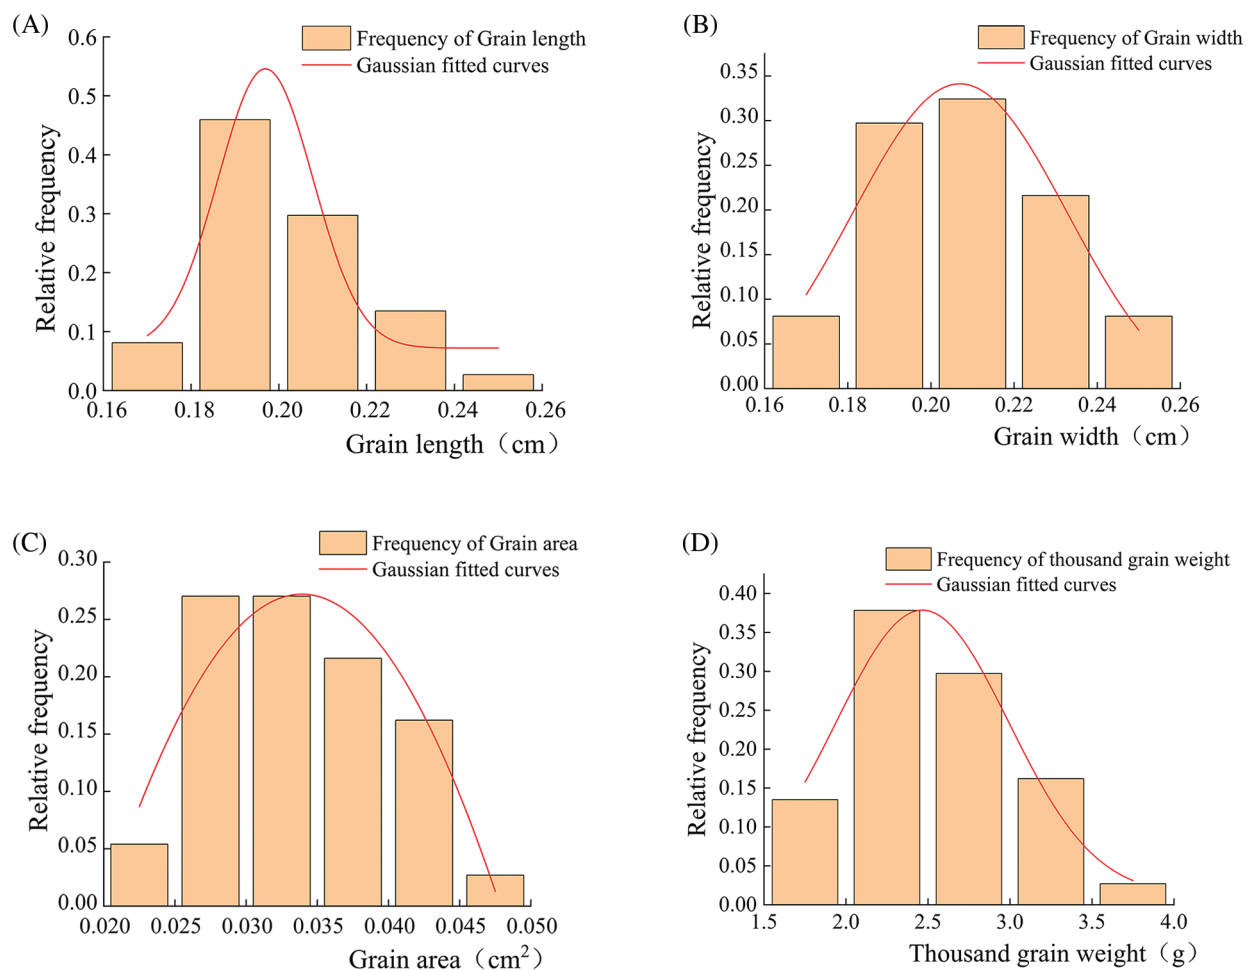 (A)
Frequency of Grain length
Gaussian fitted curves
0.6
0.5
0.4
0.3
0.2
0.1
0.0
Relative frequency
0.16 0.18 0.20 0.22 0.24 0.26
Grain length（cm）
(B)
Frequency of Grain width
Gaussian fitted curves
0.35
0.30
0.25
0.20
0.15
0.10
0.05
0.00
Relative frequency
0.16 0.18 0.20 0.22 0.24 0.26
Grain width（cm）
(C)
Frequency of Grain area
Gaussian fitted curves
0.30
0.25
0.20
0.15
0.10
0.05
0.00
Relative frequency
0.020 0.025 0.030 0.035 0.040 0.045 0.050
Grain area（cm²）
(D)
Frequency of thousand grain weight
Gaussian fitted curves
0.40
0.35
0.30
0.25
0.20
0.15
0.10
0.05
0.00
Relative frequency
1.5 2.0 2.5 3.0 3.5 4.0
Thousand grain weight（g）